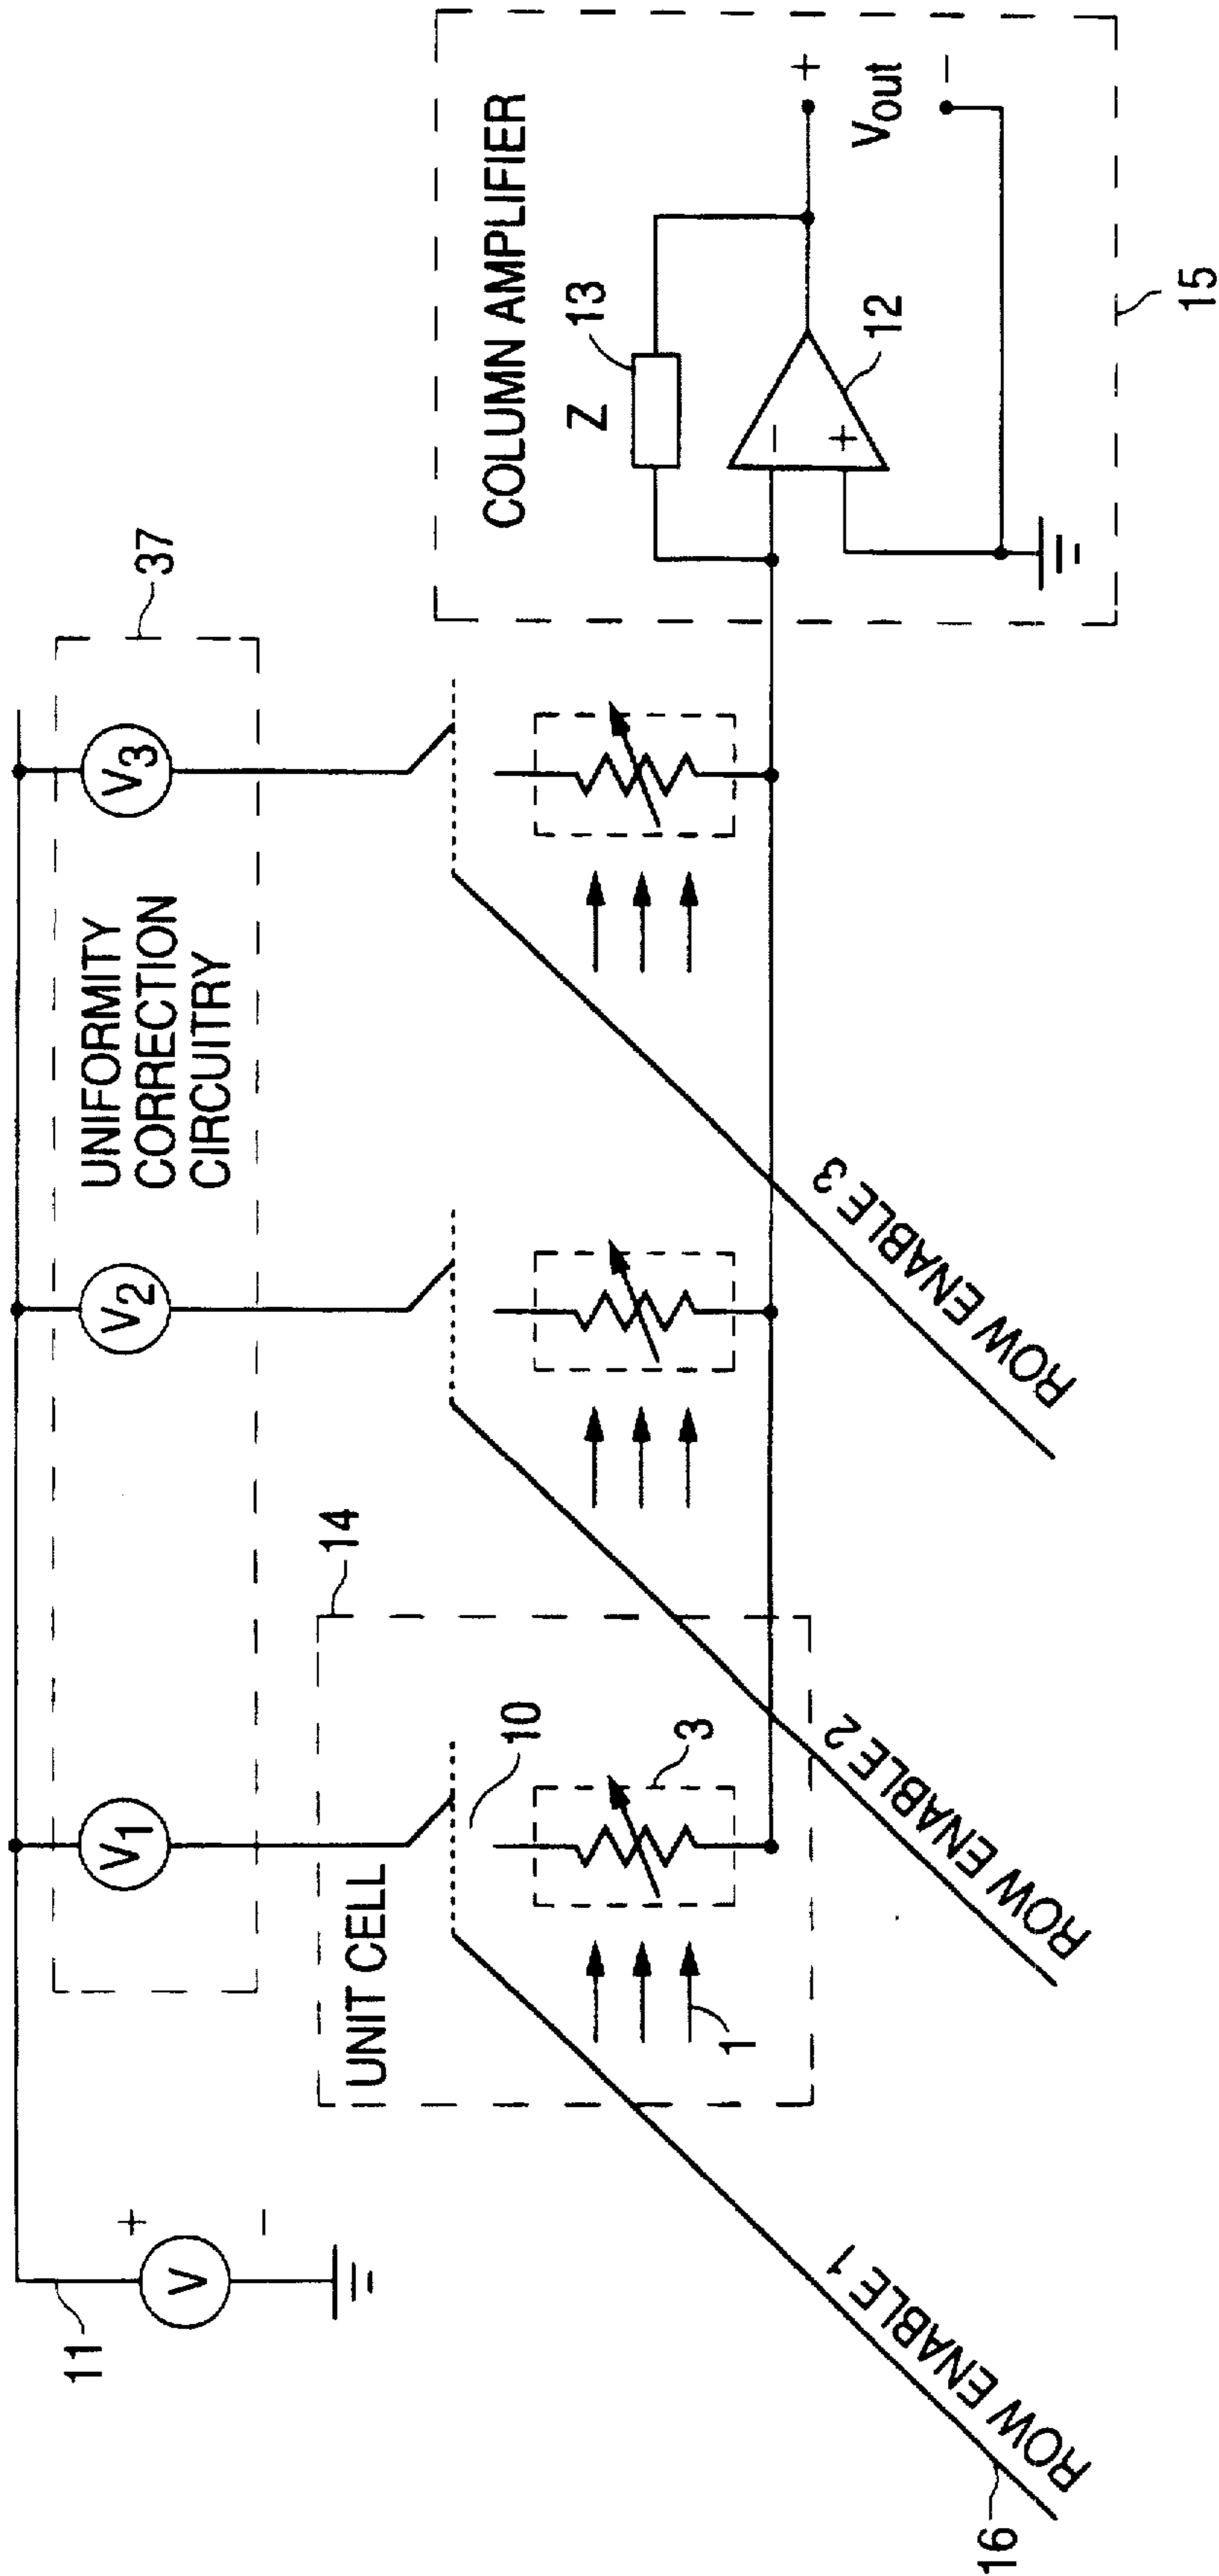 11
V
+
−
V1
V2
V3
37
UNIFORMITY
CORRECTION
CIRCUITRY
14
UNIT CELL
10
3
1
ROW ENABLE 1
16
ROW ENABLE 2
ROW ENABLE 3
COLUMN AMPLIFIER
13
Z
−
+
12
+
Vout
−
15